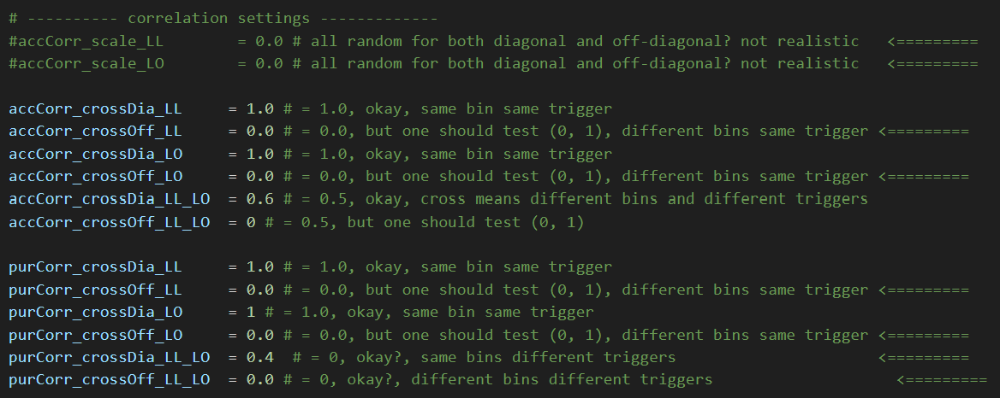 # ---------- correlation settings -------------
#accCorr_scale_LL        = 0.0 # all random for both diagonal and off-diagonal? not realistic   <=========
#accCorr_scale_LO        = 0.0 # all random for both diagonal and off-diagonal? not realistic   <=========
accCorr_crossDia_LL     = 1.0 # = 1.0, okay, same bin same trigger
accCorr_crossOff_LL     = 0.0 # = 0.0, but one should test (0, 1), different bins same trigger <=========
accCorr_crossDia_LO     = 1.0 # = 1.0, okay, same bin same trigger
accCorr_crossOff_LO     = 0.0 # = 0.0, but one should test (0, 1), different bins same trigger <=========
accCorr_crossDia_LL_LO  = 0.6 # = 0.5, okay, cross means different bins and different triggers
accCorr_crossOff_LL_LO  = 0 # = 0.5, but one should test (0, 1)
purCorr_crossDia_LL     = 1.0 # = 1.0, okay, same bin same trigger
purCorr_crossOff_LL     = 0.0 # = 0.0, but one should test (0, 1), different bins same trigger <=========
purCorr_crossDia_LO     = 1 # = 1.0, okay, same bin same trigger
purCorr_crossOff_LO     = 0.0 # = 0.0, but one should test (0, 1), different bins same trigger <=========
purCorr_crossDia_LL_LO  = 0.4  # = 0, okay?, same bins different triggers                      <=========
purCorr_crossOff_LL_LO  = 0.0 # = 0, okay?, different bins different triggers                    <=========